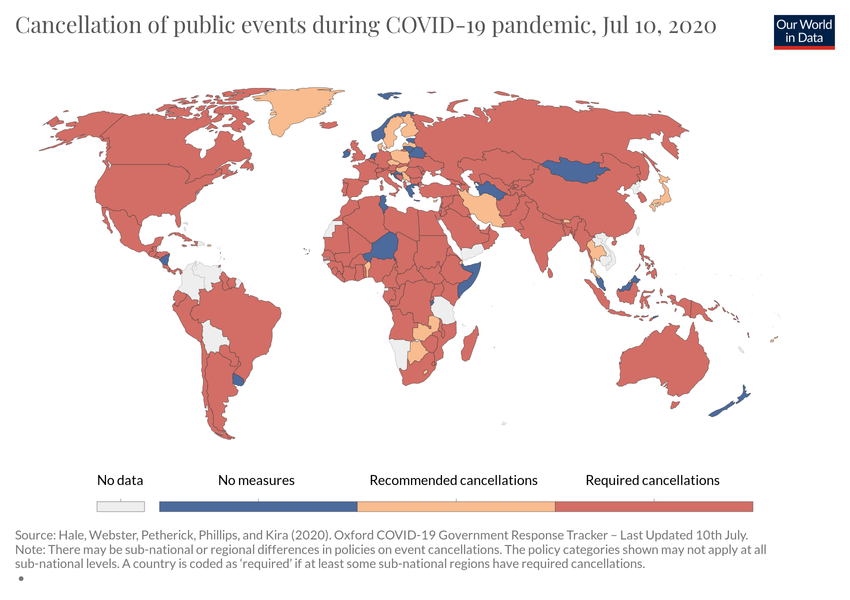 Cancellation of public events during COVID-19 pandemic, Jul 10, 2020
Our World
in Data
No data
No measures
Recommended cancellations
Required cancellations
Source: Hale, Webster, Petherick, Phillips, and Kira (2020). Oxford COVID-19 Government Response Tracker – Last Updated 10th July.
Note: There may be sub-national or regional differences in policies on event cancellations. The policy categories shown may not apply at all
sub-national levels. A country is coded as ‘required’ if at least some sub-national regions have required cancellations.